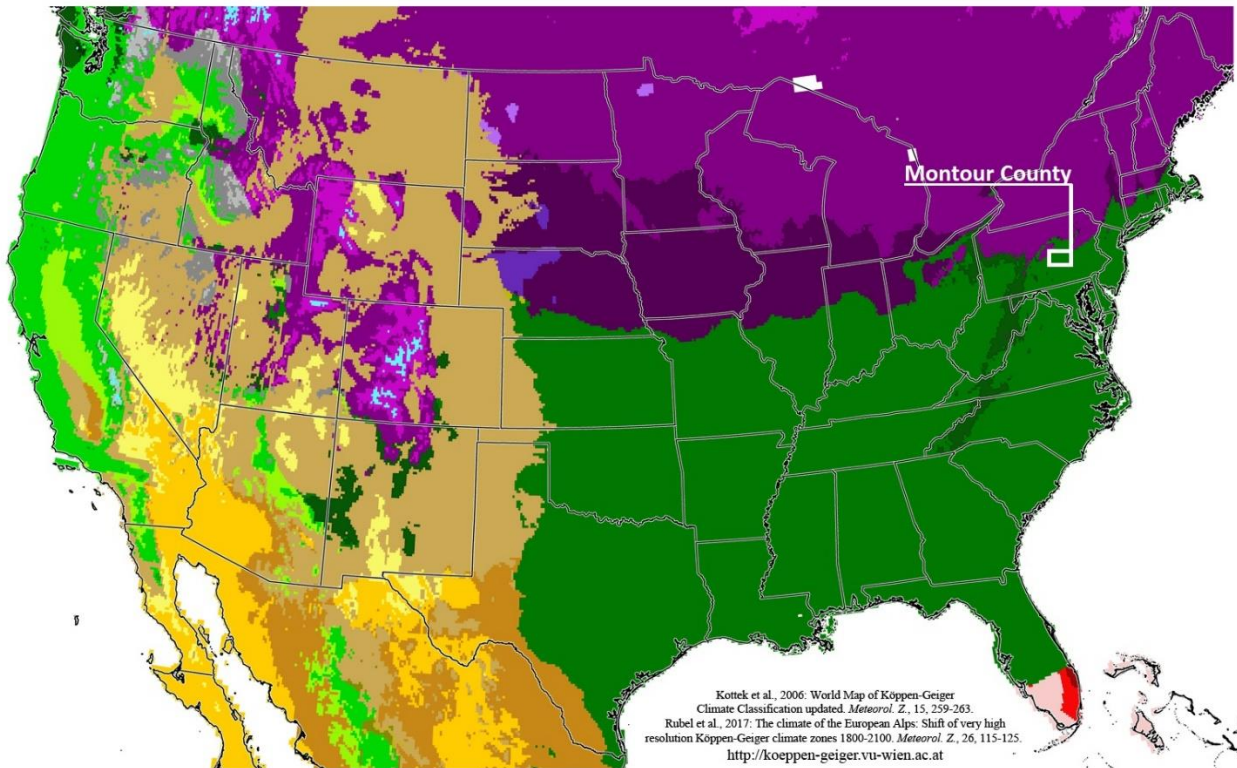 Montour County
Kottek et al., 2006: World Map of Köppen-Geiger
Climate Classification updated. Meteorol. Z., 15, 259-263.
Rubel et al., 2017: The climate of the European Alps: Shift of very high
resolution Köppen-Geiger climate zones 1800-2100. Meteorol. Z., 26, 115-125.
http://koeppen-geiger.vu-wien.ac.at